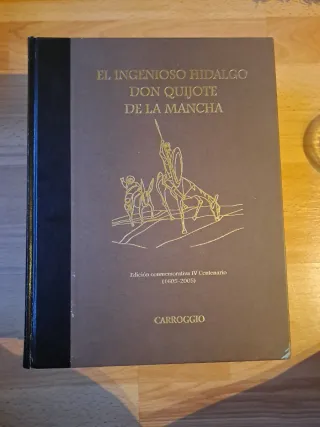 EL INGENIOSO HIDALGO
DON QUIJOTE
DE LA MANCHA
Edición conmemorativa IV Centenario
(1605-2005)
CARROGGIO